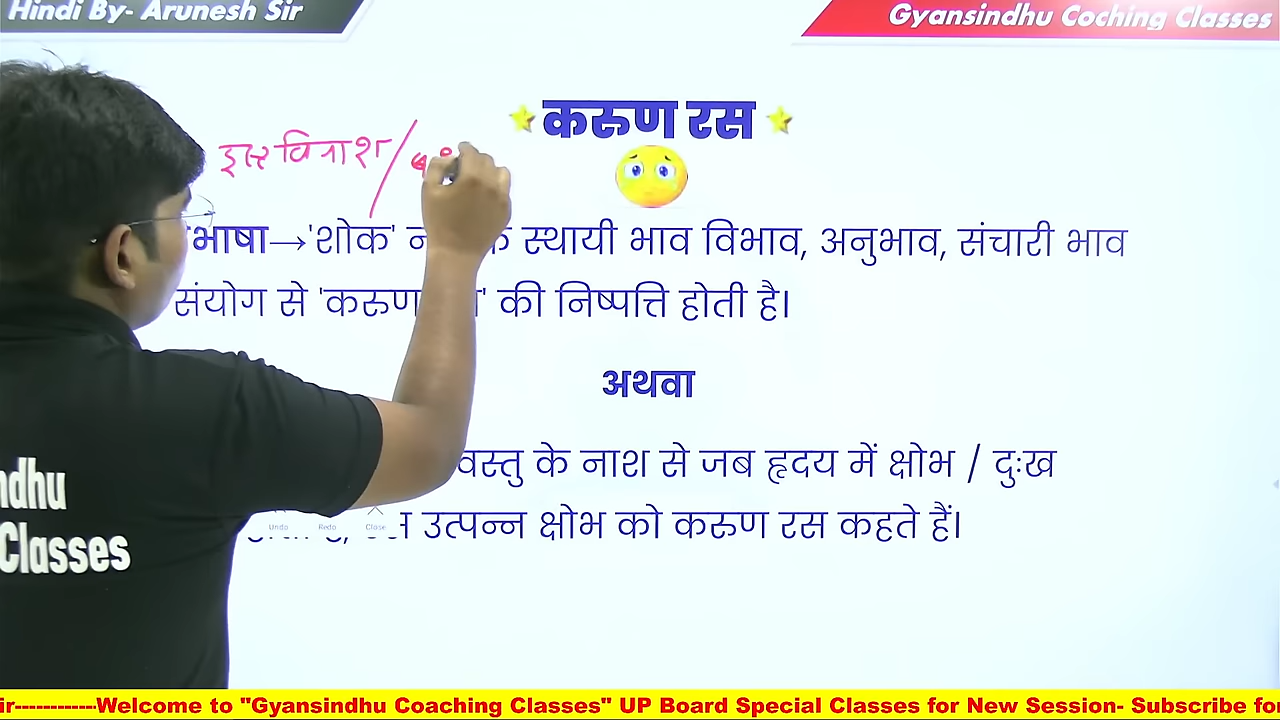 Hindi By- Arunesh Sir
Gyansindhu Coching Classes
करुण रस
भाषा→'शोक' स्थायी भाव विभाव, अनुभाव, संचारी भाव
संयोग से 'करुण ' की निष्पत्ति होती है।
अथवा
वस्तु के नाश से जब हृदय में क्षोभ / दुःख
उत्पन्न क्षोभ को करुण रस कहते हैं।
Undo Redo Close
ndhu
Classes
ir-----------Welcome to "Gyansindhu Coaching Classes" UP Board Special Classes for New Session- Subscribe fo